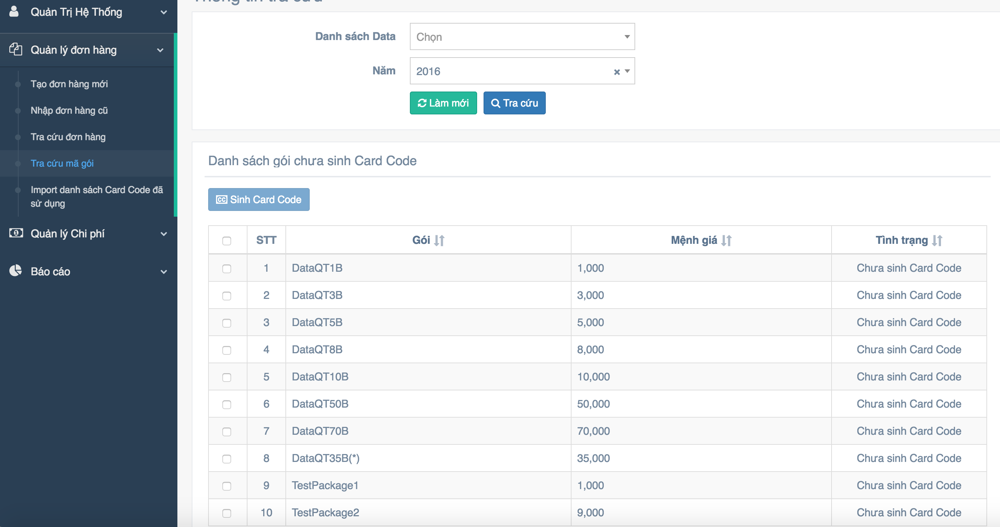 Quản Trị Hệ Thống
Quản lý đơn hàng
Tạo đơn hàng mới
Nhập đơn hàng cũ
Tra cứu đơn hàng
Tra cứu mã gói
Import danh sách Card Code đã
sử dụng
Quản lý Chi phí
Báo cáo
Thông tin tra cứu
Danh sách Data Chọn
Năm 2016
Làm mới Tra cứu
Danh sách gói chưa sinh Card Code
CC Sinh Card Code
STT Gói Mệnh giá Tình trạng
1 DataQT1B 1,000 Chưa sinh Card Code
2 DataQT3B 3,000 Chưa sinh Card Code
3 DataQT5B 5,000 Chưa sinh Card Code
4 DataQT8B 8,000 Chưa sinh Card Code
5 DataQT10B 10,000 Chưa sinh Card Code
6 DataQT50B 50,000 Chưa sinh Card Code
7 DataQT70B 70,000 Chưa sinh Card Code
8 DataQT35B(*) 35,000 Chưa sinh Card Code
9 TestPackage1 1,000 Chưa sinh Card Code
10 TestPackage2 9,000 Chưa sinh Card Code